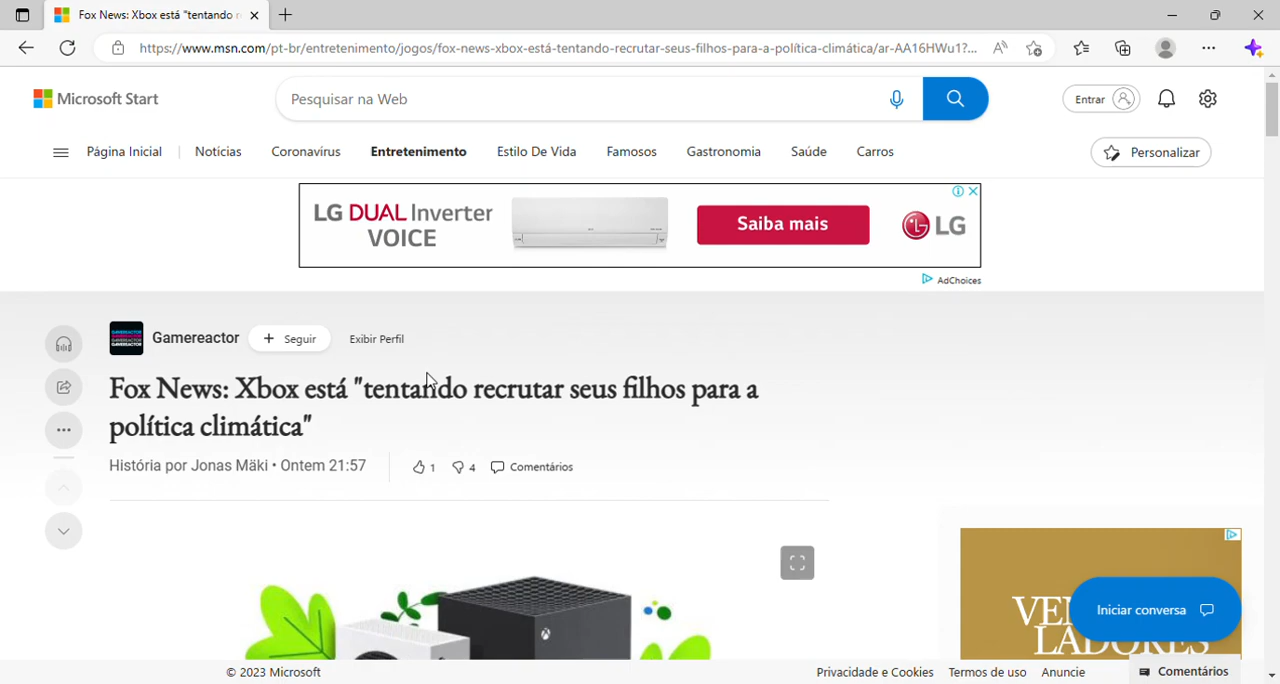 Fox News: Xbox está "tentando
https://www.msn.com/pt-br/entretenimento/jogos/fox-news-xbox-está-tentando-recrutar-seus-filhos-para-a-política-climática/ar-AA16HWu1?...
Microsoft Start
Pesquisar na Web
Entrar
Página Inicial
Notícias
Coronavírus
Entretenimento
Estilo De Vida
Famosos
Gastronomia
Saúde
Carros
Personalizar
LG DUAL Inverter
VOICE
Saiba mais
LG
AdChoices
Gamereactor
+ Seguir
Exibir Perfil
Fox News: Xbox está "tentando recrutar seus filhos para a
política climática"
História por Jonas Mäki • Ontem 21:57
1
4
Comentários
Iniciar conversa
© 2023 Microsoft
Privacidade e Cookies
Termos de uso
Anuncie
Comentários